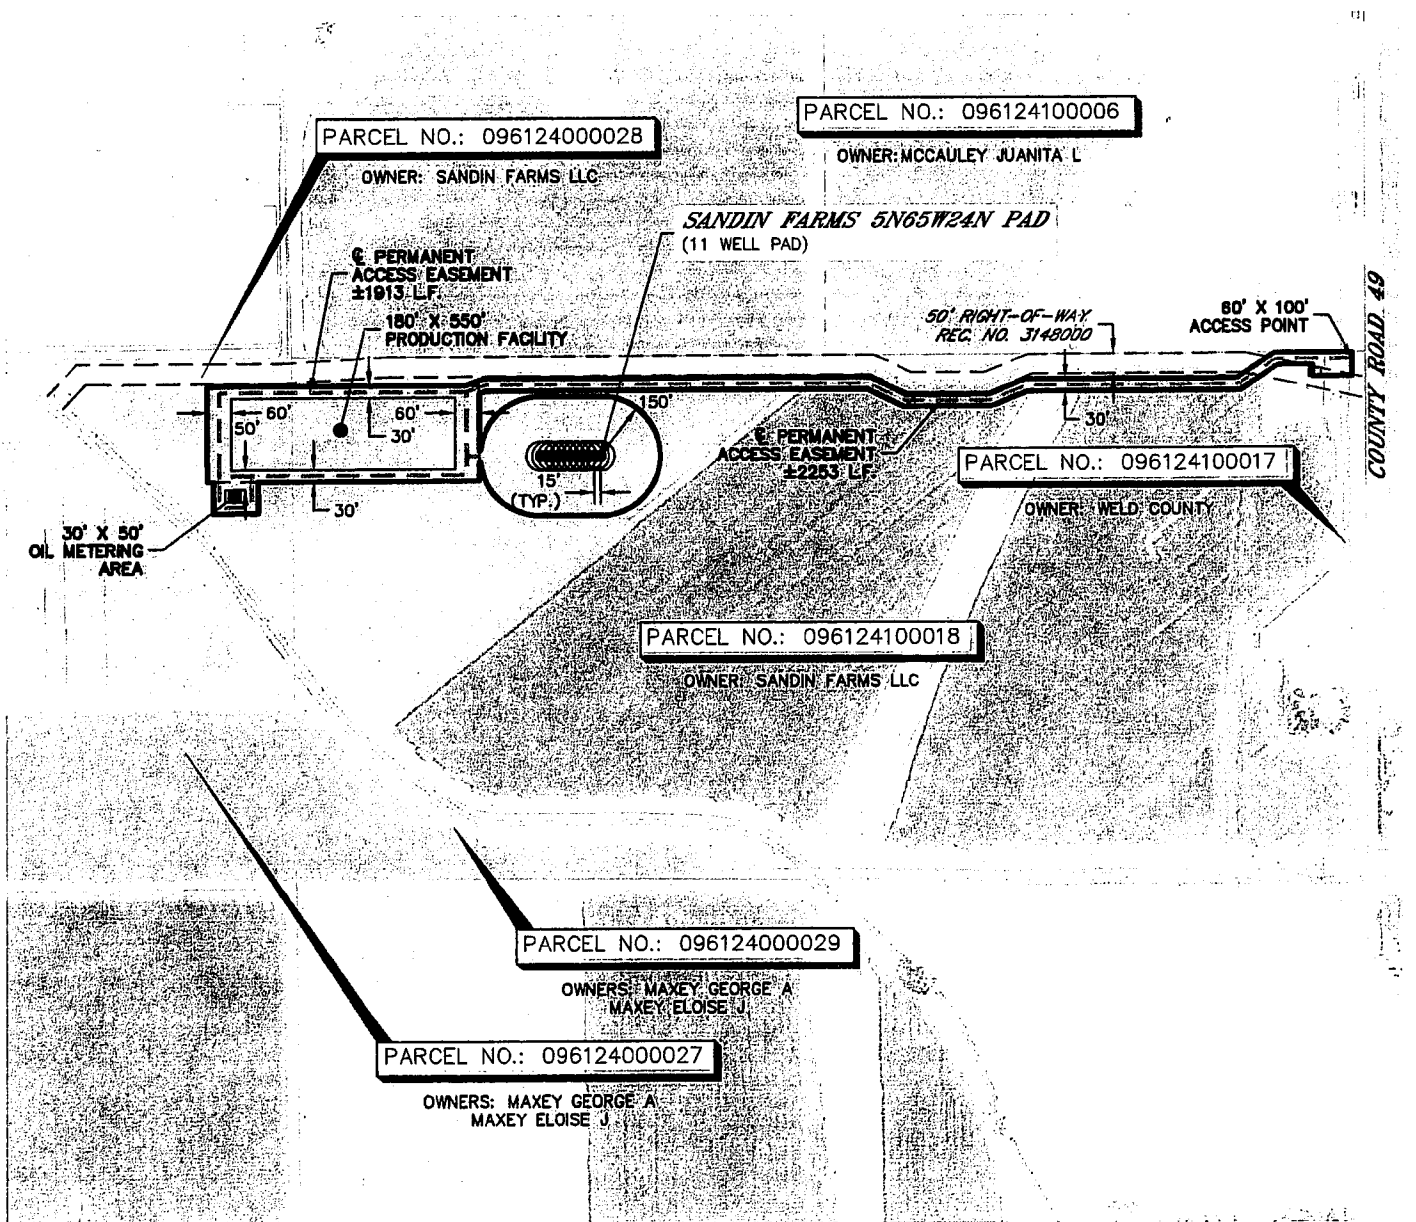 PARCEL NO.: 096124100006
OWNER: MCCAULEY JUANITA L
PARCEL NO.: 096124000028
OWNER: SANDIN FARMS LLC
SANDIN FARMS 5N65W24N PAD
(11 WELL PAD)
℄ PERMANENT
ACCESS EASEMENT
±1913 L.F.
180' X 550'
PRODUCTION FACILITY
50' RIGHT-OF-WAY
REC. NO. 3148000
60' X 100'
ACCESS POINT
COUNTY ROAD 49
60'
60'
50'
30'
150'
30'
℄ PERMANENT
ACCESS EASEMENT
±2253 L.F.
PARCEL NO.: 096124100017
OWNER: WELD COUNTY
15'
(TYP.)
30'
30' X 50'
OIL METERING
AREA
PARCEL NO.: 096124100018
OWNER: SANDIN FARMS LLC
PARCEL NO.: 096124000029
OWNERS: MAXEY GEORGE A
MAXEY ELOISE J
PARCEL NO.: 096124000027
OWNERS: MAXEY GEORGE A
MAXEY ELOISE J